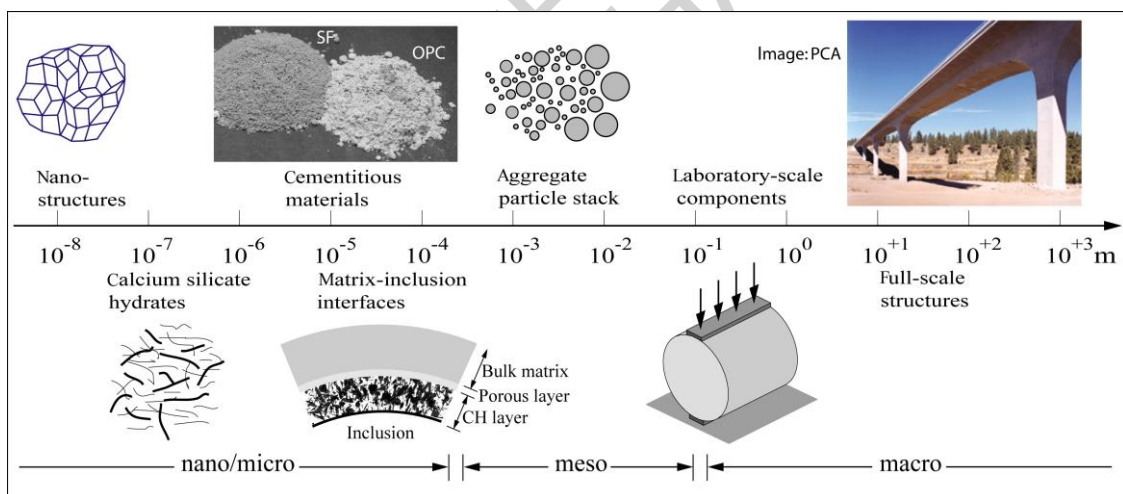 SF
OPC
Image:PCA
Nano-
structures
Cementitious
materials
Aggregate
particle stack
Laboratory-scale
components
10-8 10-7 10-6 10-5 10-4 10-3 10-2 10-1 100 10+1 10+2 10+3 m
Calcium silicate
hydrates
Matrix-inclusion
interfaces
Full-scale
structures
Bulk matrix
Porous layer
CH layer
Inclusion
nano/micro meso macro